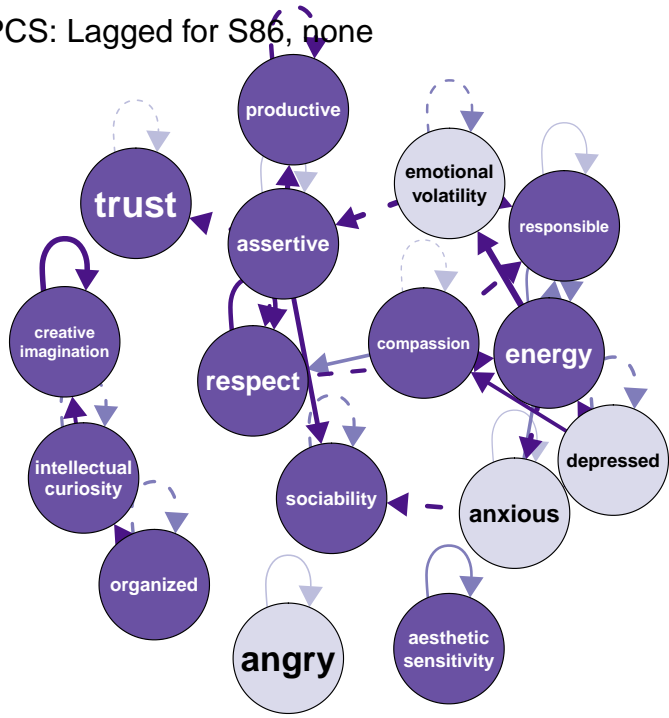 PCS: Lagged for S86, none
productive
emotional
volatility
trust
responsible
assertive
creative
imagination
compassion
energy
respect
intellectual
curiosity
depressed
sociability
anxious
organized
angry
aesthetic
sensitivity